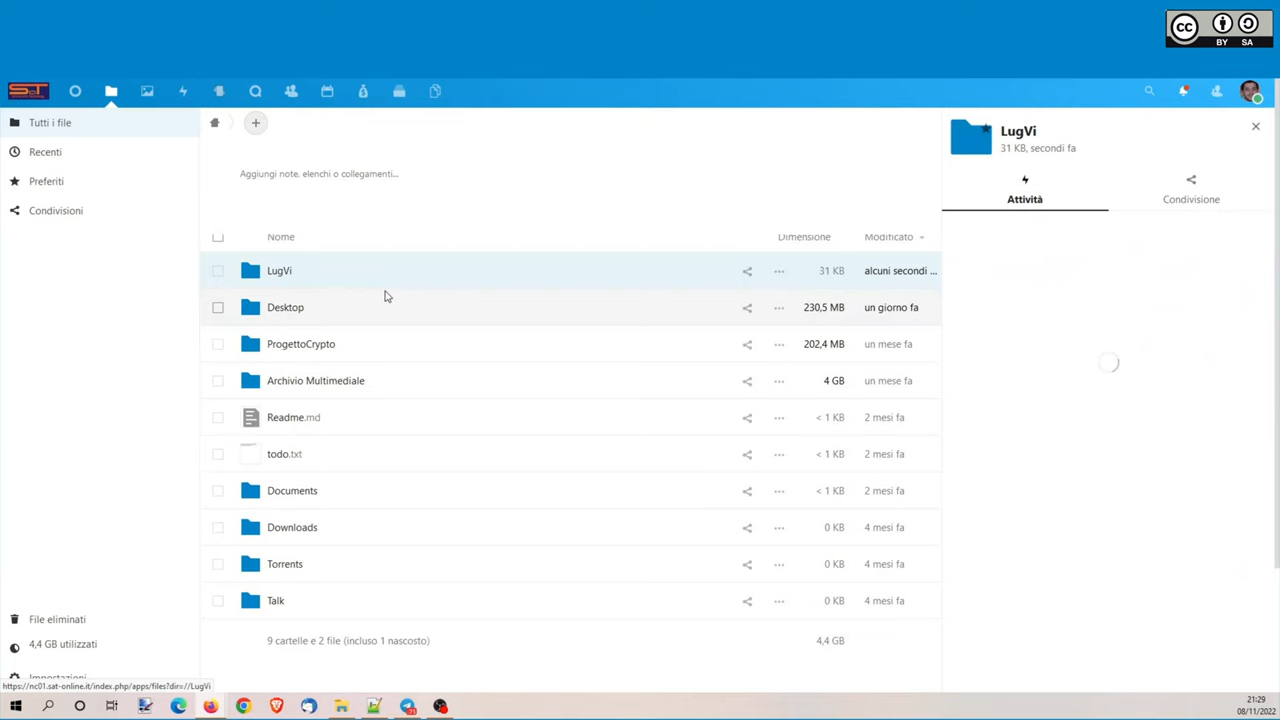 CC BY SA
S@T
Tutti i file
Recenti
Preferiti
Condivisioni
Aggiungi note, elenchi o collegamenti...
Nome Dimensione Modificato
LugVi 31 KB alcuni secondi ...
Desktop 230,5 MB un giorno fa
ProgettoCrypto 202,4 MB un mese fa
Archivio Multimediale 4 GB un mese fa
Readme.md < 1 KB 2 mesi fa
todo.txt < 1 KB 2 mesi fa
Documents < 1 KB 2 mesi fa
Downloads 0 KB 4 mesi fa
Torrents 0 KB 4 mesi fa
Talk 0 KB 4 mesi fa
9 cartelle e 2 file (incluso 1 nascosto) 4,4 GB
LugVi
31 KB, secondi fa
Attività Condivisione
File eliminati
4,4 GB utilizzati
Impostazioni
https://nc01.sat-online.it/index.php/apps/files?dir=//LugVi
21:29
08/11/2022